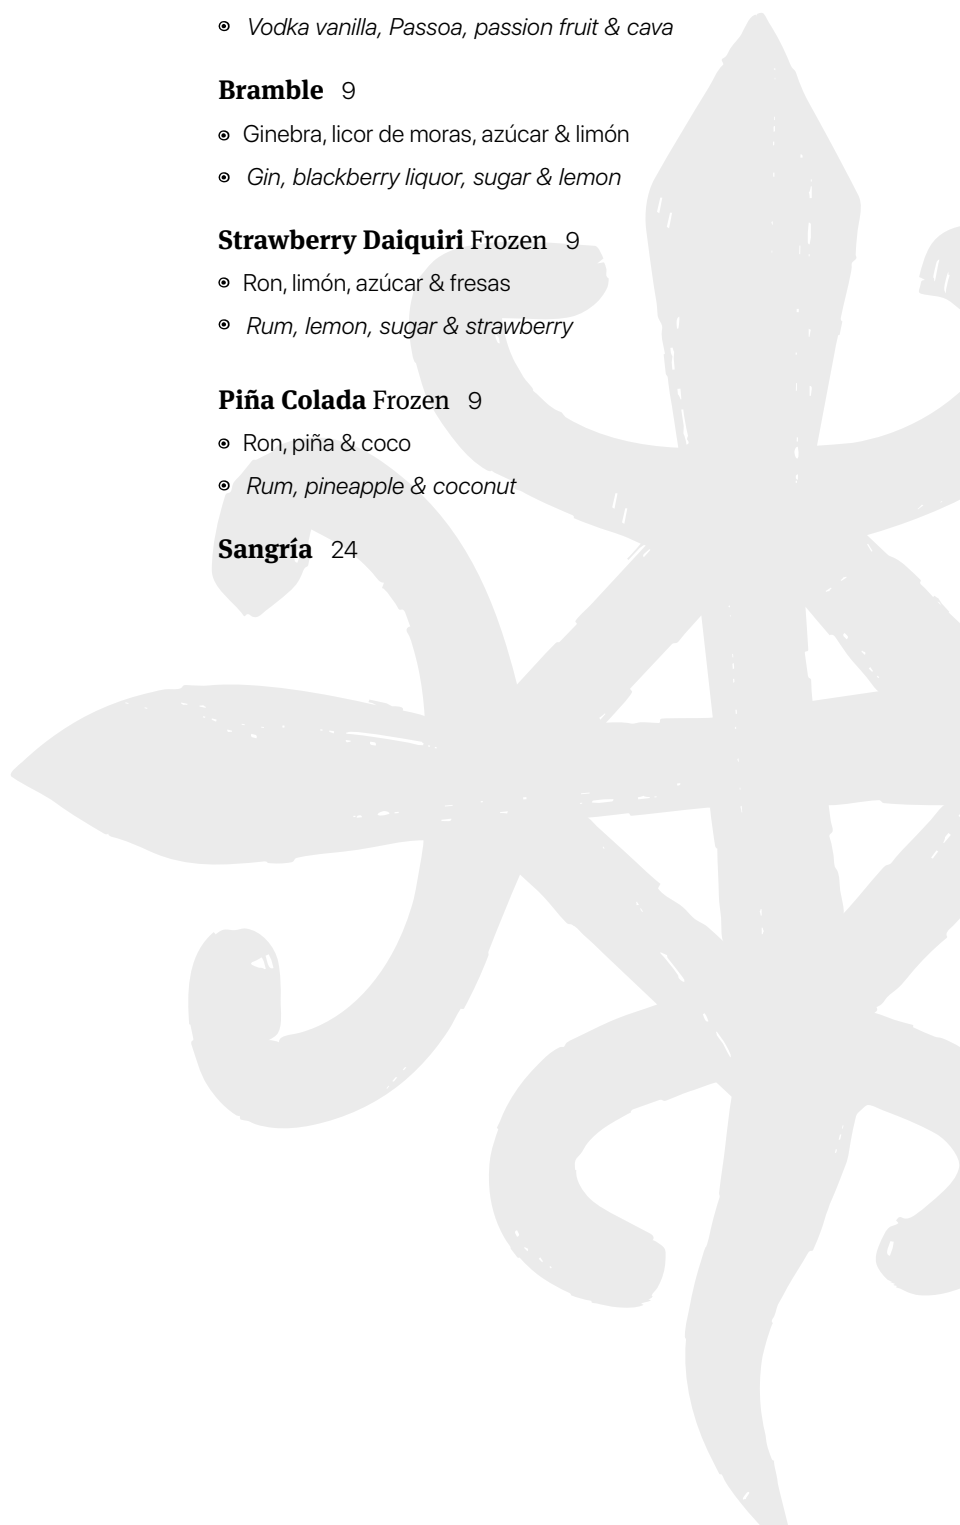 Vodka vanilla, Passoa, passion fruit & cava
Bramble 9
Ginebra, licor de moras, azúcar & limón
Gin, blackberry liquor, sugar & lemon
Strawberry Daiquiri Frozen 9
Ron, limón, azúcar & fresas
Rum, lemon, sugar & strawberry
Piña Colada Frozen 9
Ron, piña & coco
Rum, pineapple & coconut
Sangría 24